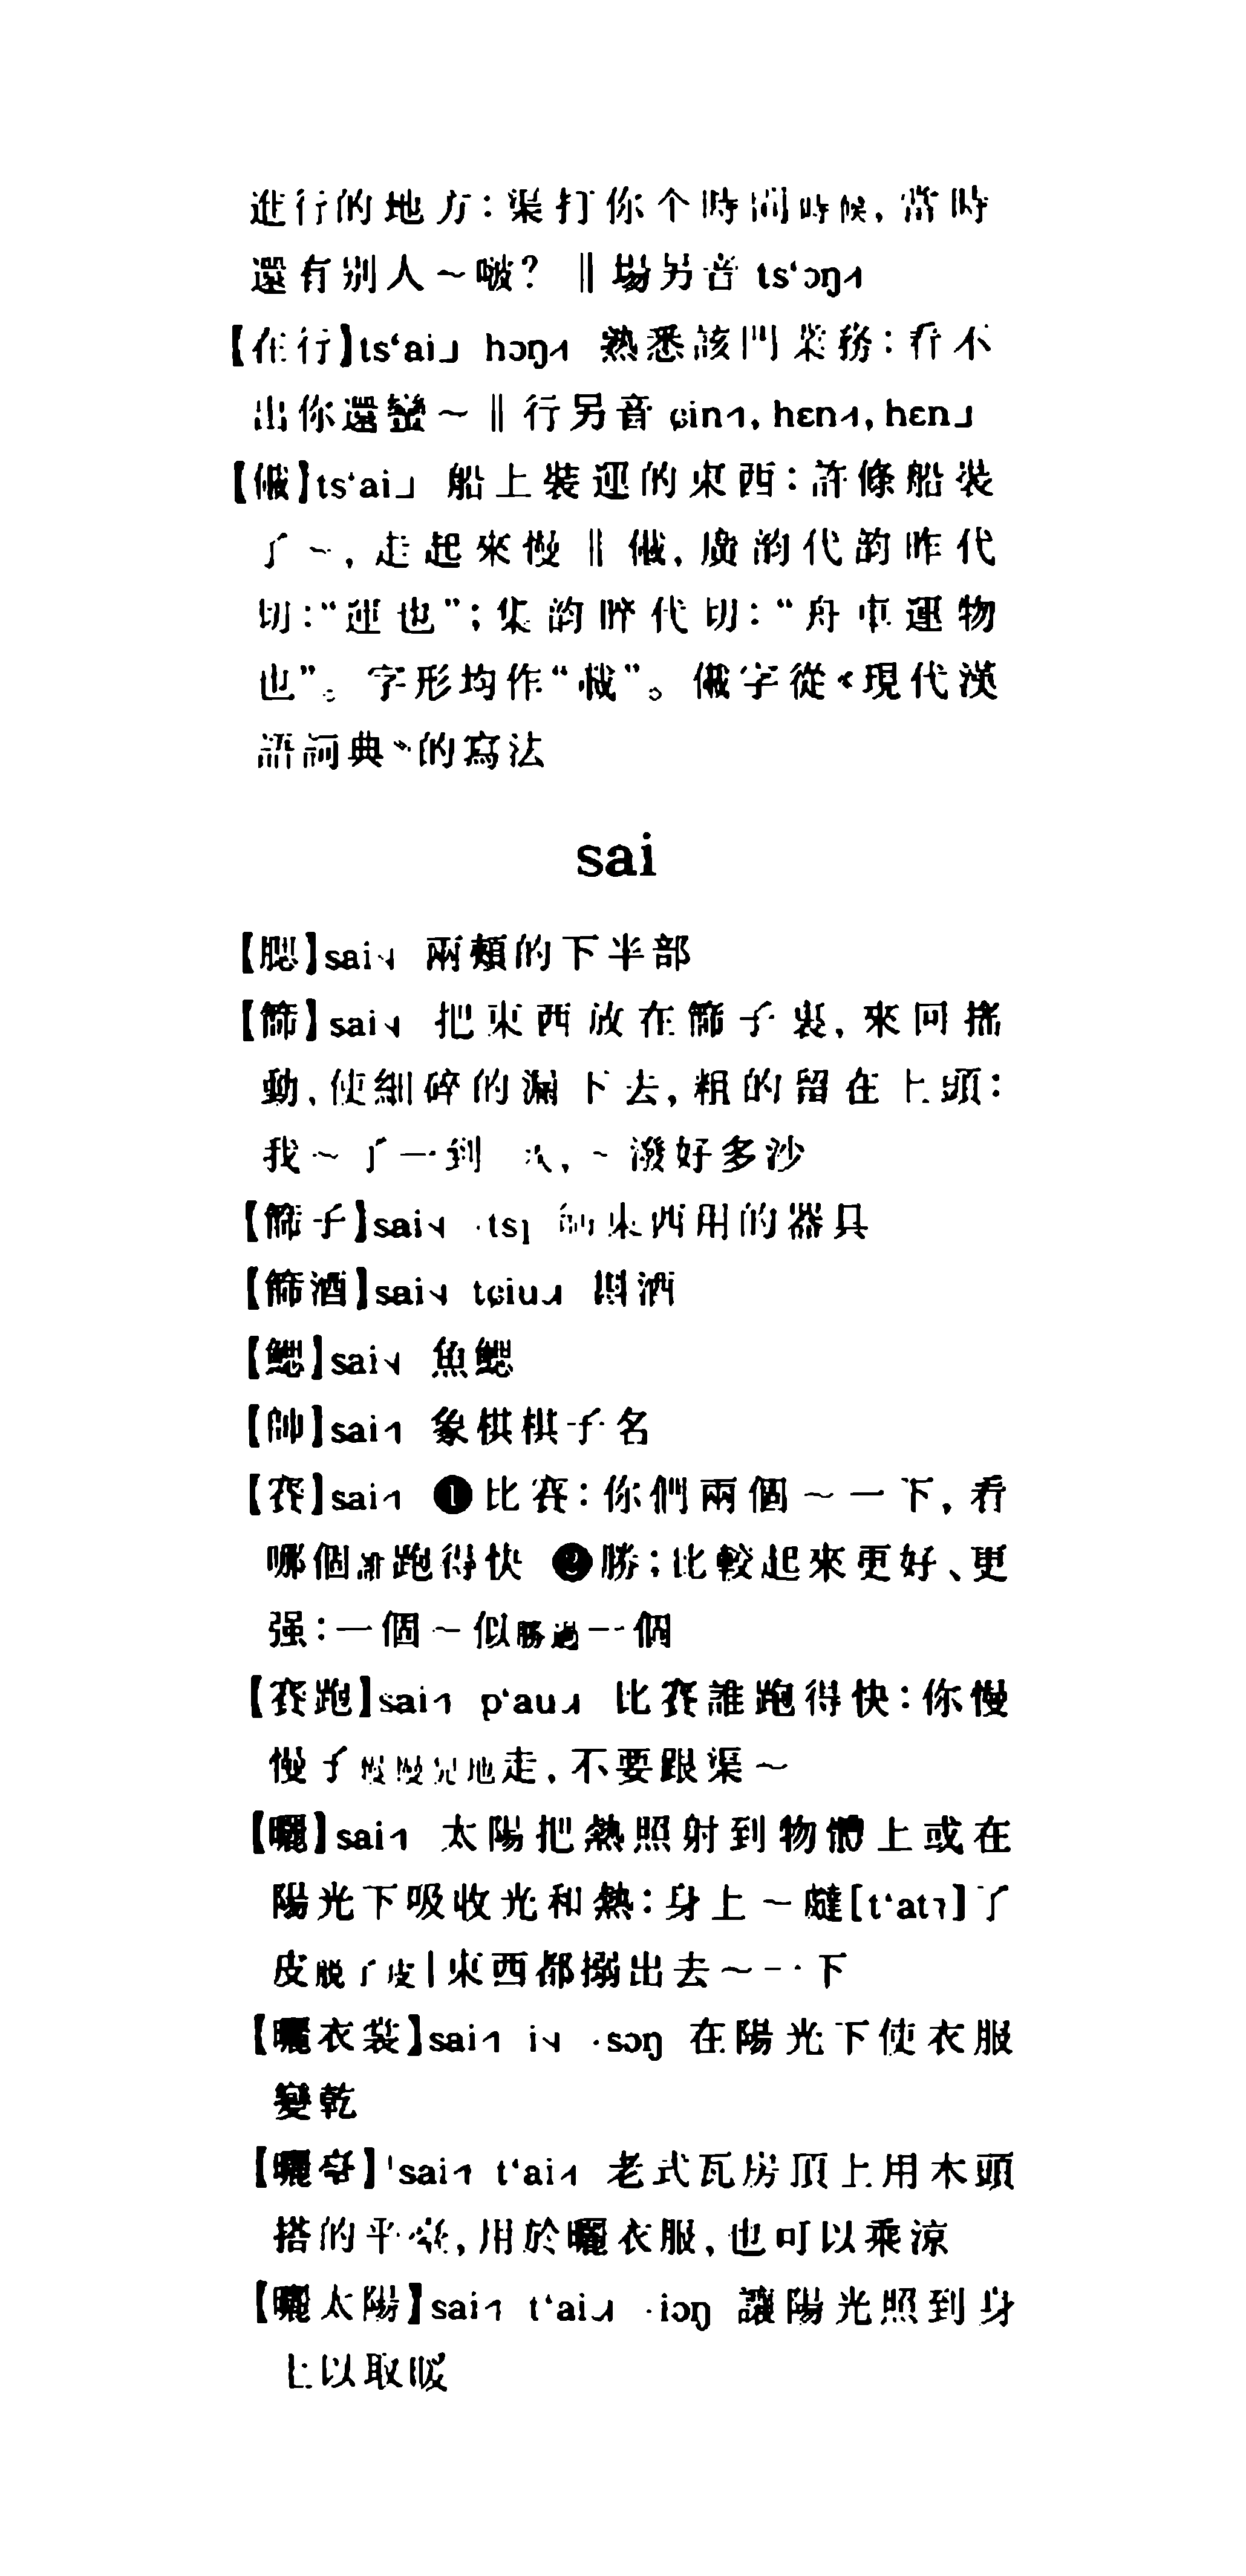 進行的地方：渠打你个時間時候，當時
還有别人～啵？ ‖場另音 tsʻɔŋ˧˥
【在行】tsʻai˩ hɔŋ˧˥ 熟悉該門業務：看不
出你還蠻～‖行另音 ɕin˧˥, hɛn˧˥, hɛn˩
【儎】tsʻai˩ 船上裝運的東西：許條船裝
了～，走起來慢‖儎，廣韵代韵昨代
切：“運也”；集韵晬代切：“舟車運物
也”。字形均作“儎”。儎字從《現代漢
語詞典》的寫法
sai
【腮】sai 兩頰的下半部
【篩】sai 把東西放在篩子裏，來回摇
動，使細碎的漏下去，粗的留在上頭：
我～了一到 ，～潑好多沙
【篩子】sai ·tsɿ 篩東西用的器具
【篩酒】sai tɕiu 斟酒
【鰓】sai 魚鰓
【帥】sai 象棋棋子名
【賽】sai ❶比賽：你們兩個～一下，看
哪個誰跑得快 ❷勝；比較起來更好、更
强：一個～似勝過一個
【賽跑】sai pʻau 比賽誰跑得快：你慢
慢子慢慢兒地走，不要跟渠～
【曬】sai 太陽把熱照射到物體上或在
陽光下吸收光和熱：身上～[tʻat]了
皮脱了皮|東西都搦出去～一下
【曬衣裳】sai i ·sɔŋ 在陽光下使衣服
變乾
【曬】sai tʻai 老式瓦房頂上用木頭
搭的平臺，用於曬衣服，也可以乘涼
【曬太陽】sai tʻai ·iɔŋ 讓陽光照到身
上以取暖